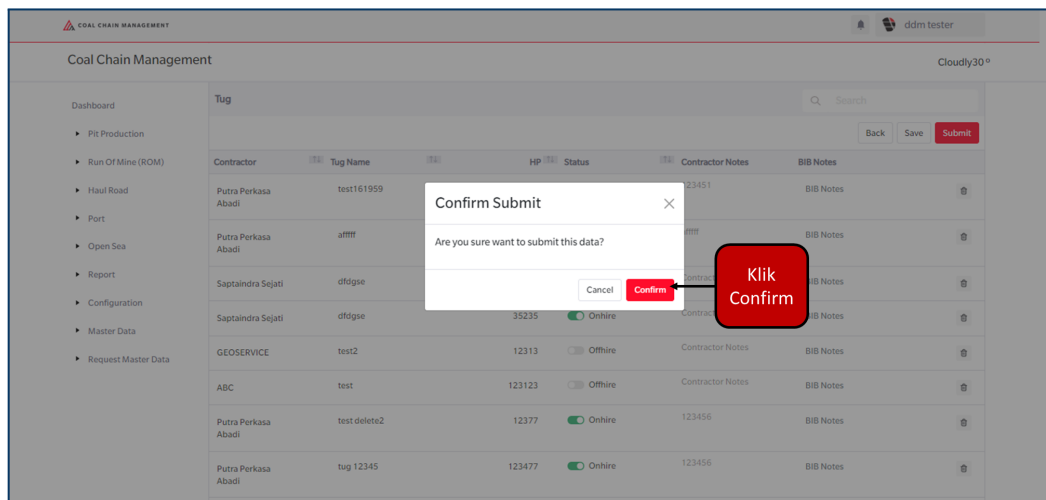 COAL CHAIN MANAGEMENT
ddm tester
Coal Chain Management
Cloudly30 º
Dashboard
Pit Production
Run Of Mine (ROM)
Haul Road
Port
Open Sea
Report
Configuration
Master Data
Request Master Data
Tug
Search
Back Save Submit
Contractor Tug Name HP Status Contractor Notes BIB Notes
Putra Perkasa Abadi test161959 123451 BIB Notes
Putra Perkasa Abadi afffff BIB Notes
Saptaindra Sejati dfdgse BIB Notes
Saptaindra Sejati dfdgse 35235 Onhire BIB Notes
GEOSERVICE test2 12313 Offhire Contractor Notes BIB Notes
ABC test 123123 Offhire Contractor Notes BIB Notes
Putra Perkasa Abadi test delete2 12377 Onhire 123456 BIB Notes
Putra Perkasa Abadi tug 12345 123477 Onhire 123456 BIB Notes
Confirm Submit
Are you sure want to submit this data?
Cancel Confirm
Klik
Confirm